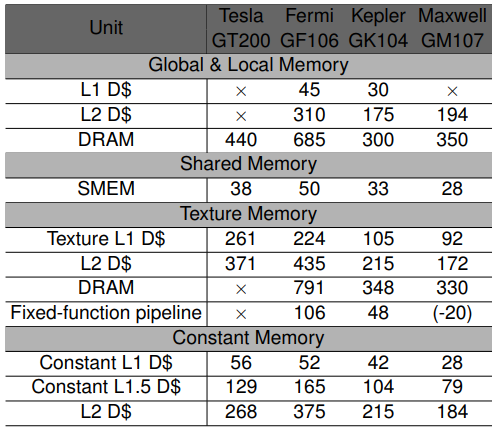 Unit Tesla Fermi Kepler Maxwell
GT200 GF106 GK104 GM107
Global & Local Memory
L1 D$ × 45 30 ×
L2 D$ × 310 175 194
DRAM 440 685 300 350
Shared Memory
SMEM 38 50 33 28
Texture Memory
Texture L1 D$ 261 224 105 92
L2 D$ 371 435 215 172
DRAM × 791 348 330
Fixed-function pipeline × 106 48 (-20)
Constant Memory
Constant L1 D$ 56 52 42 28
Constant L1.5 D$ 129 165 104 79
L2 D$ 268 375 215 184